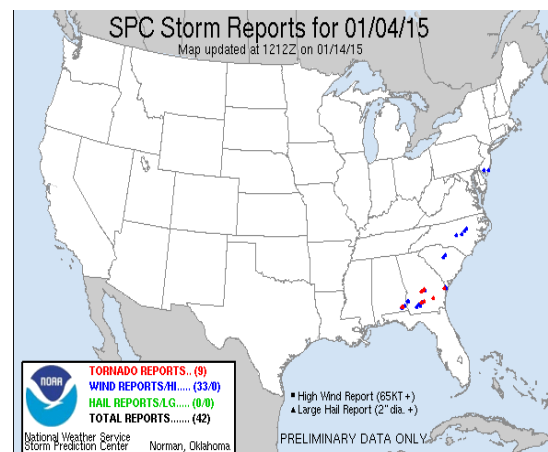 SPC Storm Reports for 01/04/15
Map updated at 1212Z on 01/14/15
NOAA
TORNADO REPORTS.. (9)
WIND REPORTS/HI..... (33/0)
HAIL REPORTS/LG..... (0/0)
TOTAL REPORTS....... (42)
National Weather Service
Storm Prediction Center Norman, Oklahoma
High Wind Report (65KT +)
Large Hail Report (2" dia. +)
PRELIMINARY DATA ONLY